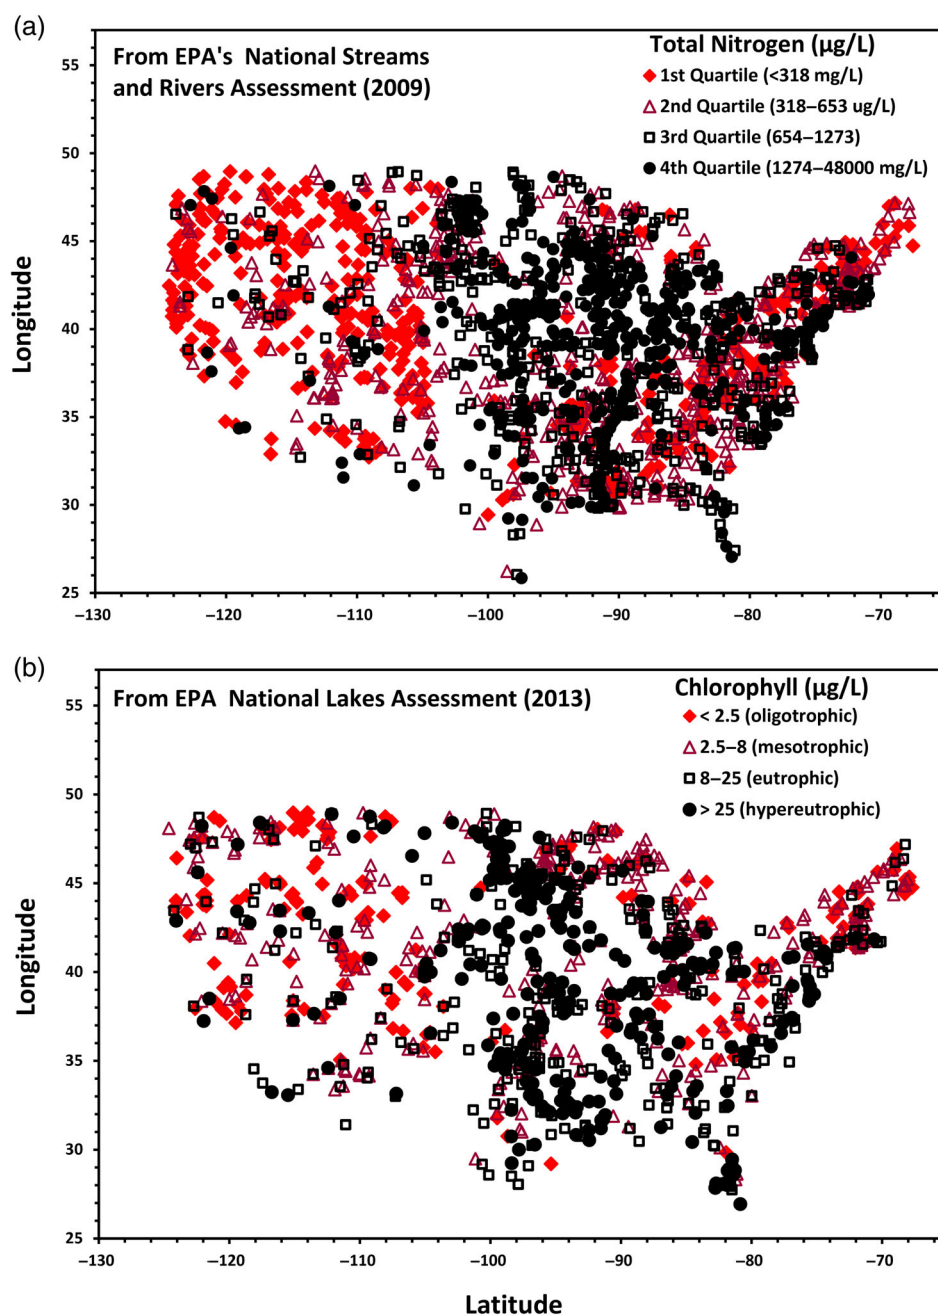 (a)
From EPA's National Streams
and Rivers Assessment (2009)
Total Nitrogen (µg/L)
1st Quartile (<318 mg/L)
2nd Quartile (318–653 ug/L)
3rd Quartile (654–1273)
4th Quartile (1274–48000 mg/L)
Longitude
55
50
45
40
35
30
25
–130
–120
–110
–100
–90
–80
–70
(b)
From EPA National Lakes Assessment (2013)
Chlorophyll (µg/L)
< 2.5 (oligotrophic)
2.5–8 (mesotrophic)
8–25 (eutrophic)
> 25 (hypereutrophic)
Longitude
55
50
45
40
35
30
25
–130
–120
–110
–100
–90
–80
–70
Latitude